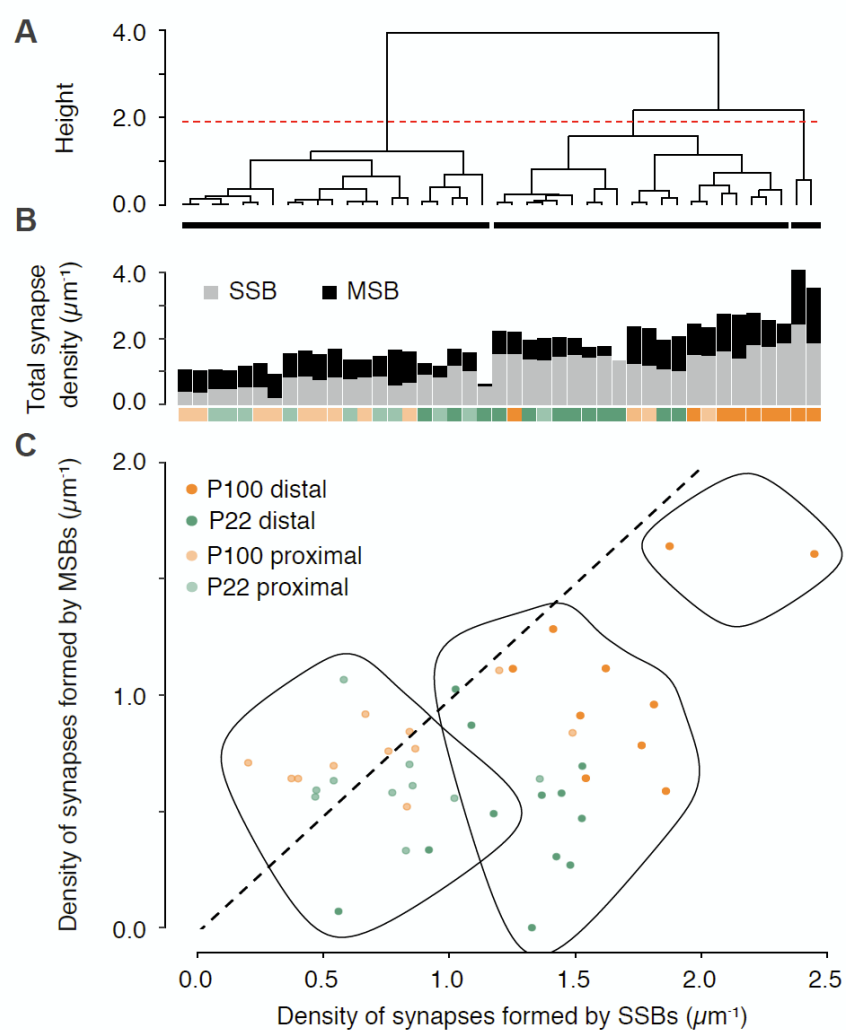 A
4.0
2.0
0.0
Height
B
4.0
2.0
0.0
Total synapse
density (µm⁻¹)
SSB MSB
C
2.0
1.0
0.0
Density of synapses formed by MSBs (µm⁻¹)
P100 distal
P22 distal
P100 proximal
P22 proximal
0.0 0.5 1.0 1.5 2.0 2.5
Density of synapses formed by SSBs (µm⁻¹)